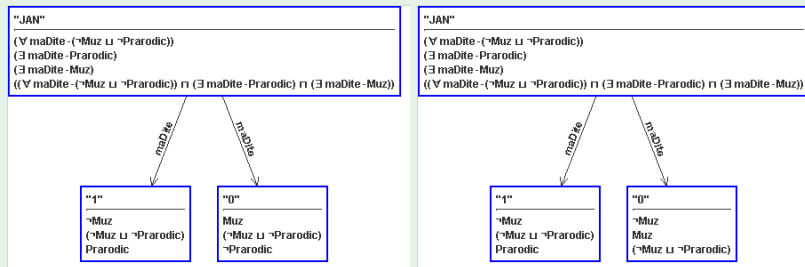 "JAN"
(∀ maDite-(¬Muz ⊔ ¬Prarodic))
(∃ maDite-Prarodic)
(∃ maDite-Muz)
((∀ maDite-(¬Muz ⊔ ¬Prarodic)) ⊓ (∃ maDite-Prarodic) ⊓ (∃ maDite-Muz))
maDite
maDite
"1"
¬Muz
(¬Muz ⊔ ¬Prarodic)
Prarodic
"0"
Muz
(¬Muz ⊔ ¬Prarodic)
¬Prarodic
"JAN"
(∀ maDite-(¬Muz ⊔ ¬Prarodic))
(∃ maDite-Prarodic)
(∃ maDite-Muz)
((∀ maDite-(¬Muz ⊔ ¬Prarodic)) ⊓ (∃ maDite-Prarodic) ⊓ (∃ maDite-Muz))
maDite
maDite
"1"
¬Muz
(¬Muz ⊔ ¬Prarodic)
Prarodic
"0"
¬Muz
Muz
(¬Muz ⊔ ¬Prarodic)